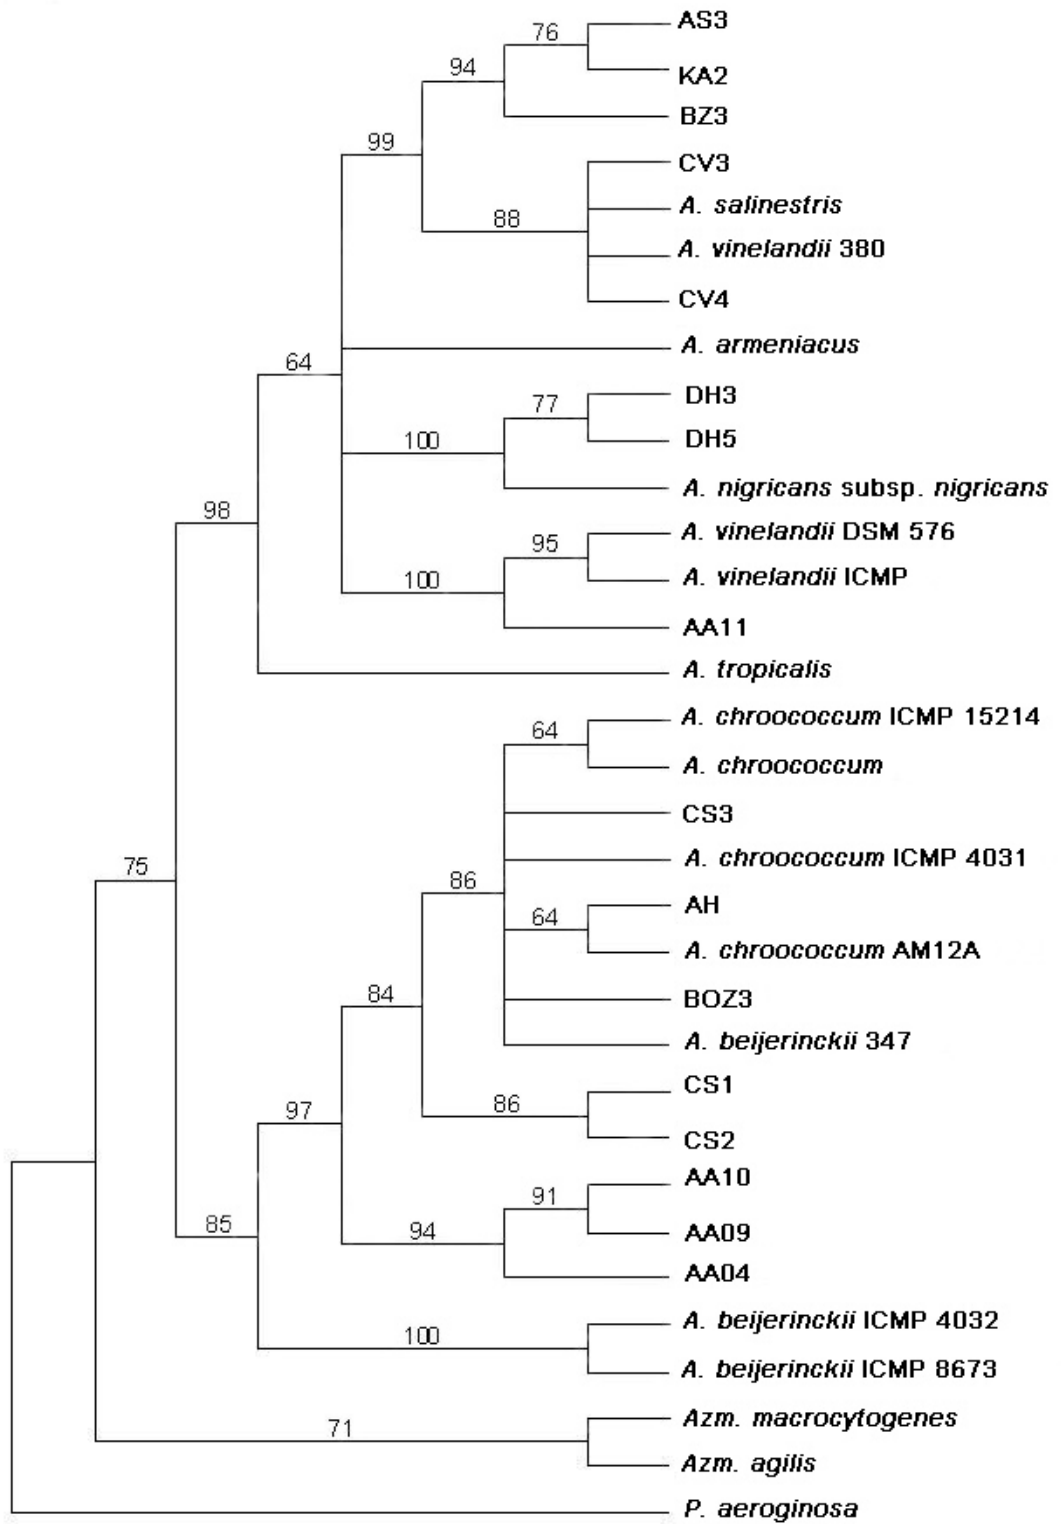 AS3
76
94
KA2
BZ3
99
CV3
A. salinestris
88
A. vinelandii 380
CV4
A. armeniacus
64
DH3
77
DH5
100
A. nigricans subsp. nigricans
98
A. vinelandii DSM 576
95
A. vinelandii ICMP
100
AA11
A. tropicalis
A. chroococcum ICMP 15214
64
A. chroococcum
CS3
A. chroococcum ICMP 4031
75
86
AH
64
A. chroococcum AM12A
84
BOZ3
A. beijerinckii 347
CS1
86
97
CS2
AA10
91
85
94
AA09
AA04
A. beijerinckii ICMP 4032
100
A. beijerinckii ICMP 8673
Azm. macrocytogenes
71
Azm. agilis
P. aeroginosa